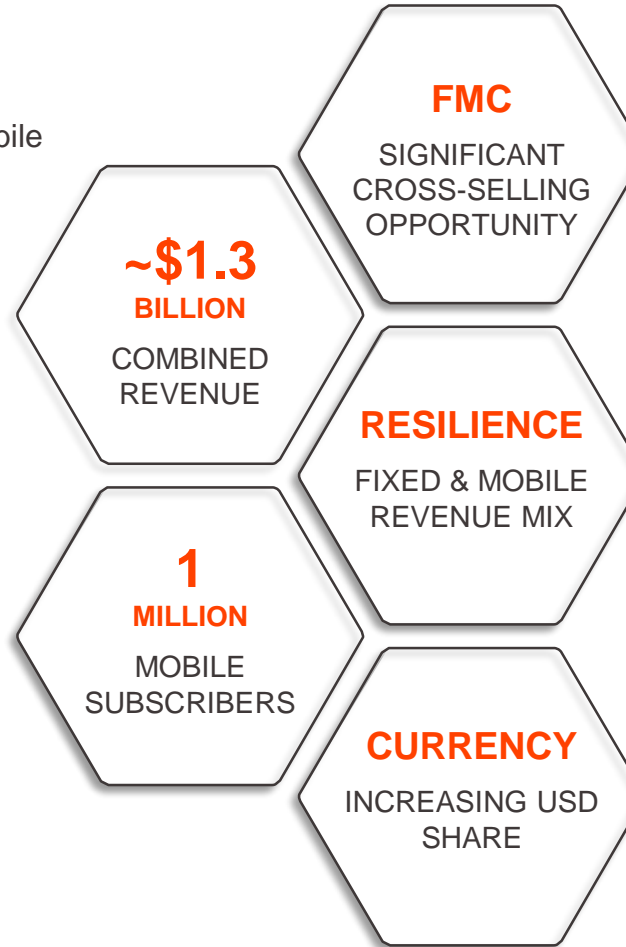 FMC
SIGNIFICANT
CROSS-SELLING
OPPORTUNITY
~$1.3
BILLION
COMBINED
REVENUE
RESILIENCE
FIXED & MOBILE
REVENUE MIX
1
MILLION
MOBILE
SUBSCRIBERS
CURRENCY
INCREASING USD
SHARE